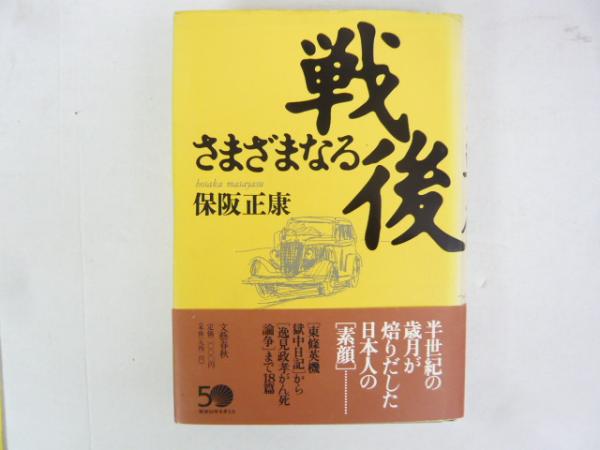 さまざまなる
戦後
hosaka masayasu
保阪正康
半世紀の
歳月が
焙りだした
日本人の
[素顔]…………
[東條英機
獄中日記]から
[逸見政孝がん死
論争]まで18篇
文藝春秋
50